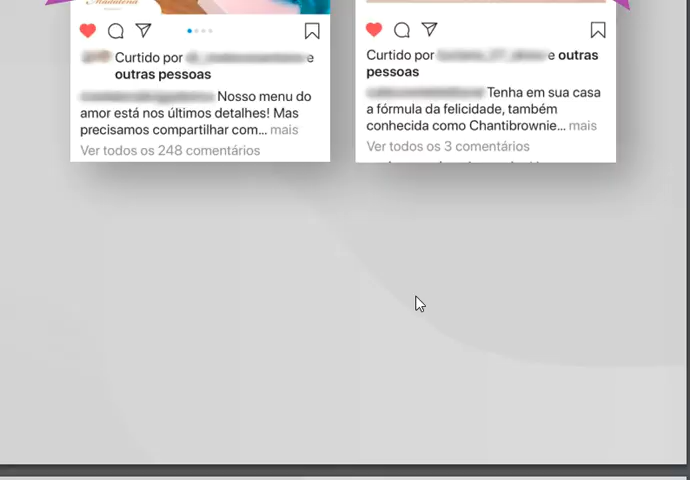 Madalena
Curtido por e
outras pessoas
Nosso menu do
amor está nos últimos detalhes! Mas
precisamos compartilhar com... mais
Ver todos os 248 comentários
Curtido por e outras
pessoas
Tenha em sua casa
a fórmula da felicidade, também
conhecida como Chantibrownie... mais
Ver todos os 3 comentários